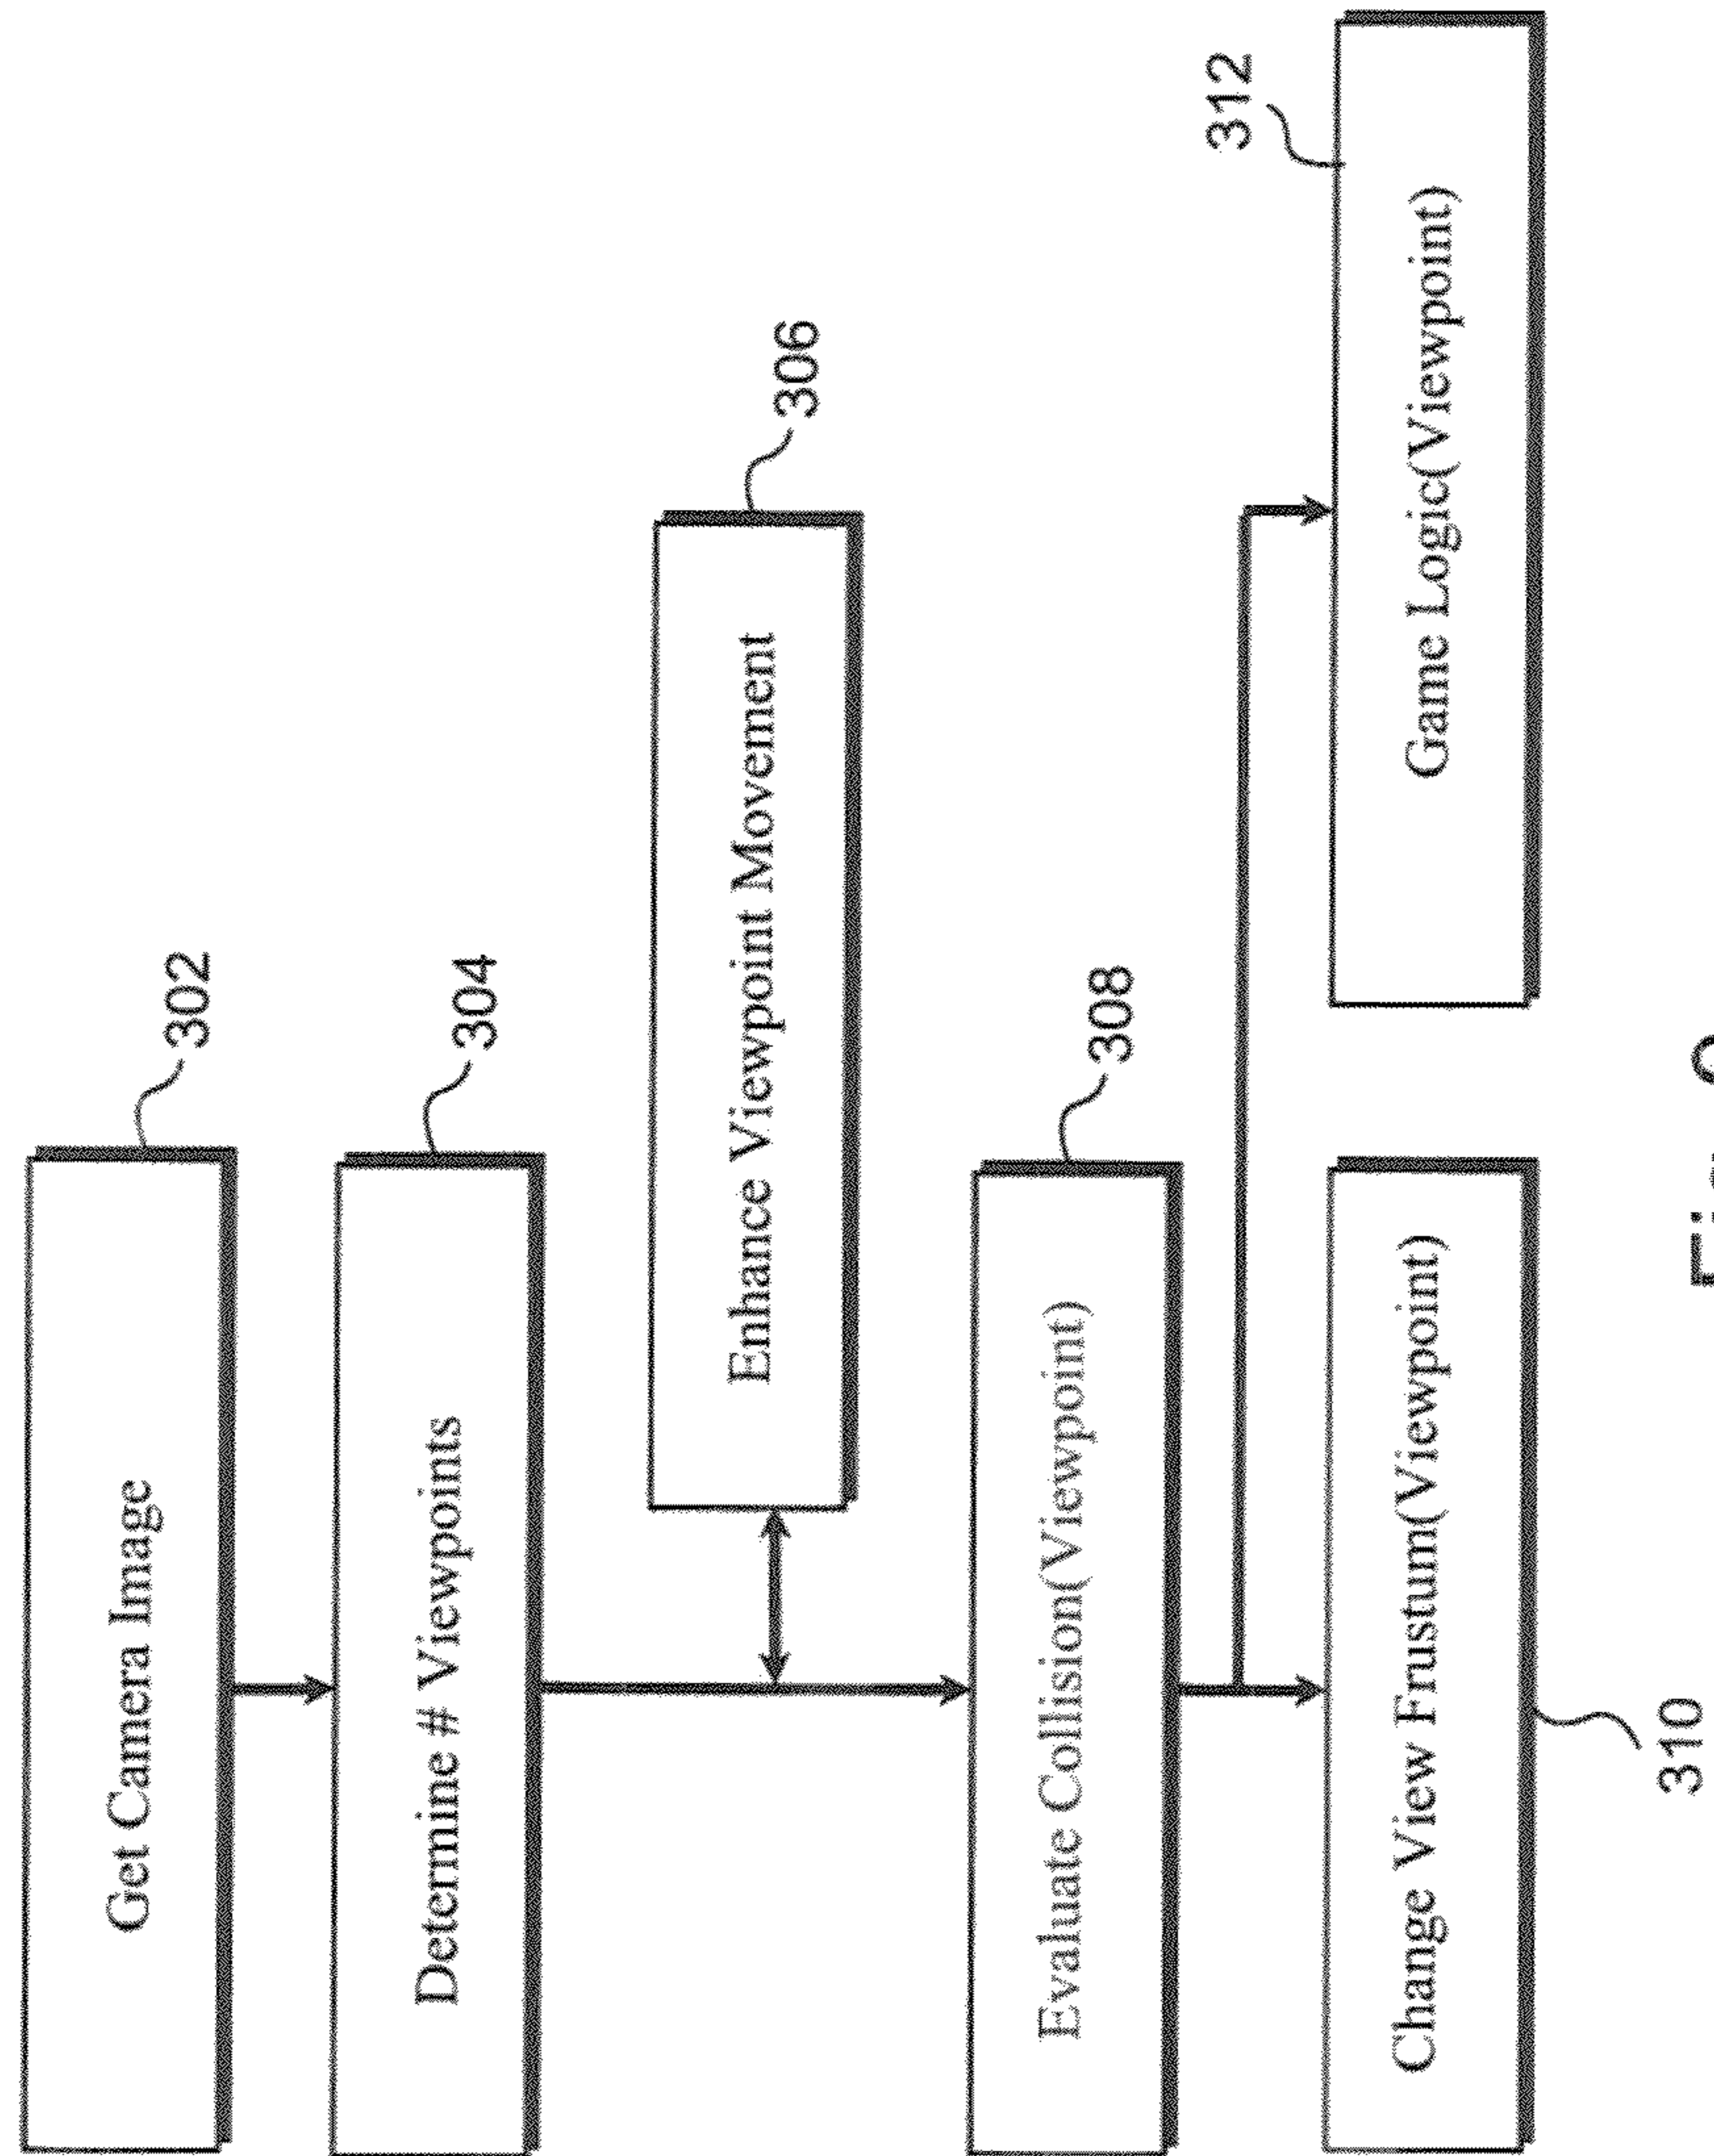 Get Camera Image
302
Determine # Viewpoints
304
Enhance Viewpoint Movement
306
Evaluate Collision(Viewpoint)
308
Change View Frustum(Viewpoint)
310
Game Logic(Viewpoint)
312